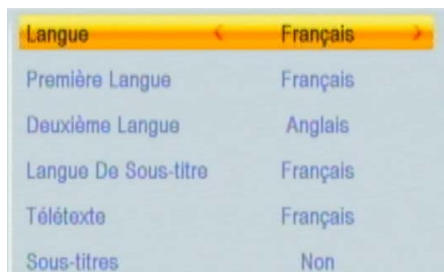 Langue < Français >
Première Langue Français
Deuxième Langue Anglais
Langue De Sous-titre Français
Télétexte Français
Sous-titres Non